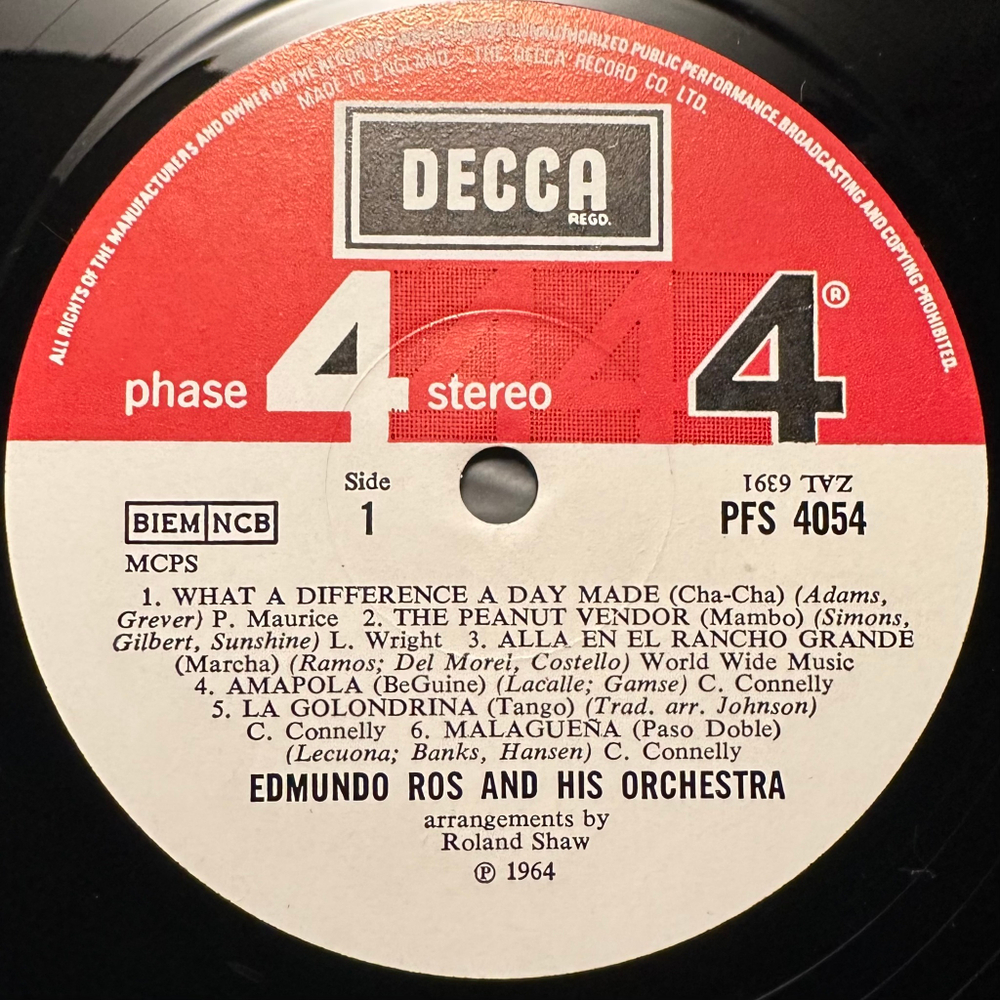 ALL RIGHTS OF THE MANUFACTURERS AND OWNER OF THE RECORDED UNAUTHORIZED PUBLIC PERFORMANCE, BROADCASTING AND COPYING PROHIBITED.
MADE IN ENGLAND THE DECCA RECORD CO. LTD.
DECCA
REGD.
phase 4 stereo 4 ®
Side
1
ZAL 6391
PFS 4054
BIEM NCB
MCPS
1. WHAT A DIFFERENCE A DAY MADE (Cha-Cha) (Adams,
Grever) P. Maurice 2. THE PEANUT VENDOR (Mambo) (Simons,
Gilbert, Sunshine) L. Wright 3. ALLA EN EL RANCHO GRANDE
(Marcha) (Ramos; Del Morel, Costello) World Wide Music
4. AMAPOLA (BeGuine) (Lacalle; Gamse) C. Connelly
5. LA GOLONDRINA (Tango) (Trad. arr. Johnson)
C. Connelly 6. MALAGUEÑA (Paso Doble)
(Lecuona; Banks, Hansen) C. Connelly
EDMUNDO ROS AND HIS ORCHESTRA
arrangements by
Roland Shaw
℗ 1964